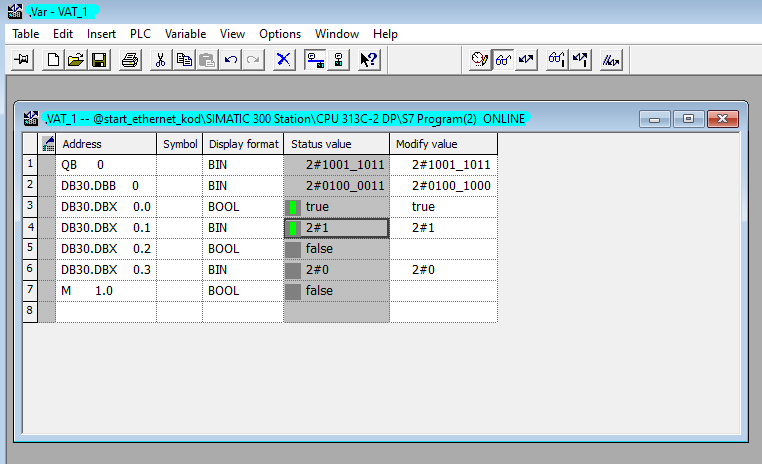 Var - VAT_1
Table Edit Insert PLC Variable View Options Window Help
VAT_1 -- @start_ethernet_kod\SIMATIC 300 Station\CPU 313C-2 DP\S7 Program(2) ONLINE
Address Symbol Display format Status value Modify value
1 QB 0 BIN 2#1001_1011 2#1001_1011
2 DB30.DBB 0 BIN 2#0100_0011 2#0100_1000
3 DB30.DBX 0.0 BOOL true true
4 DB30.DBX 0.1 BIN 2#1 2#1
5 DB30.DBX 0.2 BOOL false
6 DB30.DBX 0.3 BIN 2#0 2#0
7 M 1.0 BOOL false
8